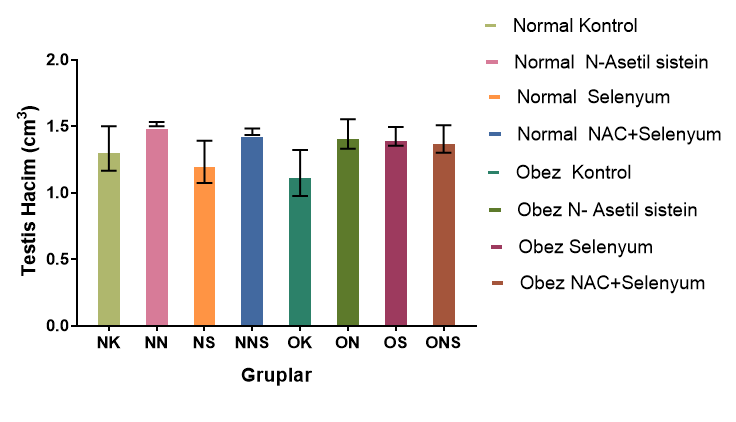 2.0
1.5
1.0
0.5
0.0
Testis Hacim (cm³)
NK NN NS NNS OK ON OS ONS
Gruplar
Normal Kontrol
Normal N-Asetil sistein
Normal Selenyum
Normal NAC+Selenyum
Obez Kontrol
Obez N- Asetil sistein
Obez Selenyum
Obez NAC+Selenyum